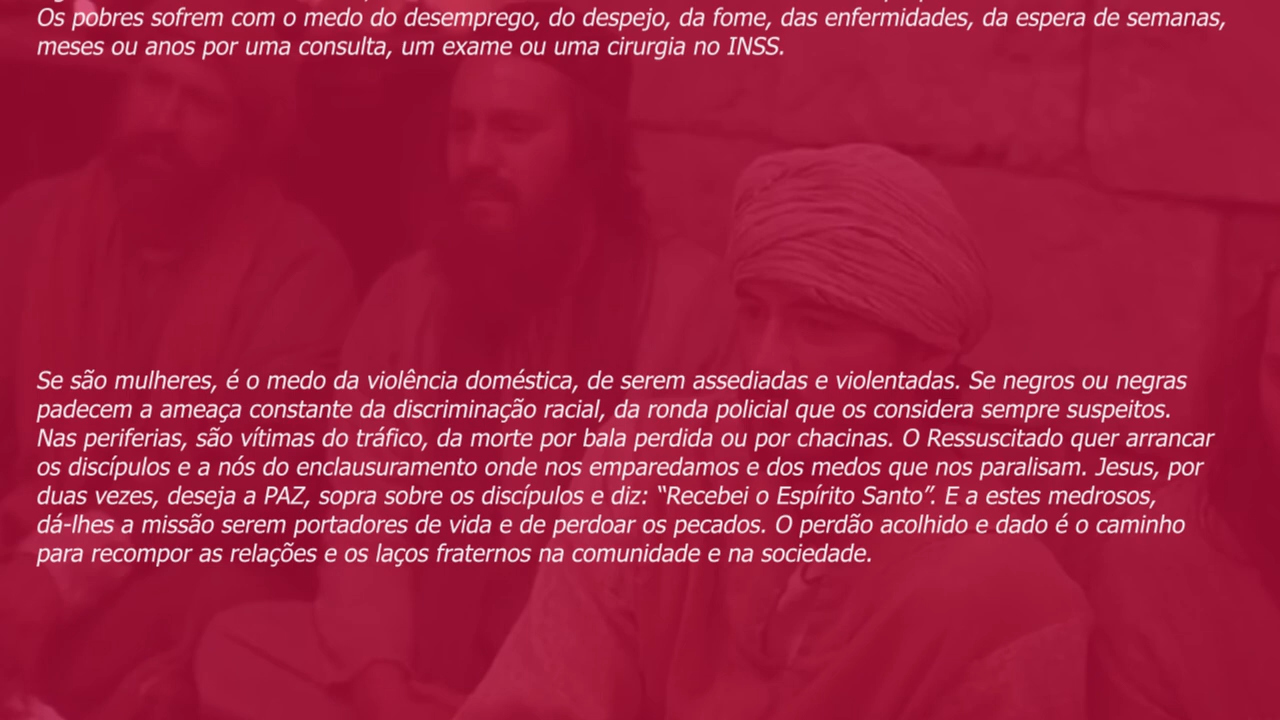 Os pobres sofrem com o medo do desemprego, do despejo, da fome, das enfermidades, da espera de semanas,
meses ou anos por uma consulta, um exame ou uma cirurgia no INSS.
Se são mulheres, é o medo da violência doméstica, de serem assediadas e violentadas. Se negros ou negras
padecem a ameaça constante da discriminação racial, da ronda policial que os considera sempre suspeitos.
Nas periferias, são vítimas do tráfico, da morte por bala perdida ou por chacinas. O Ressuscitado quer arrancar
os discípulos e a nós do enclausuramento onde nos emparedamos e dos medos que nos paralisam. Jesus, por
duas vezes, deseja a PAZ, sopra sobre os discípulos e diz: “Recebei o Espírito Santo”. E a estes medrosos,
dá-lhes a missão serem portadores de vida e de perdoar os pecados. O perdão acolhido e dado é o caminho
para recompor as relações e os laços fraternos na comunidade e na sociedade.